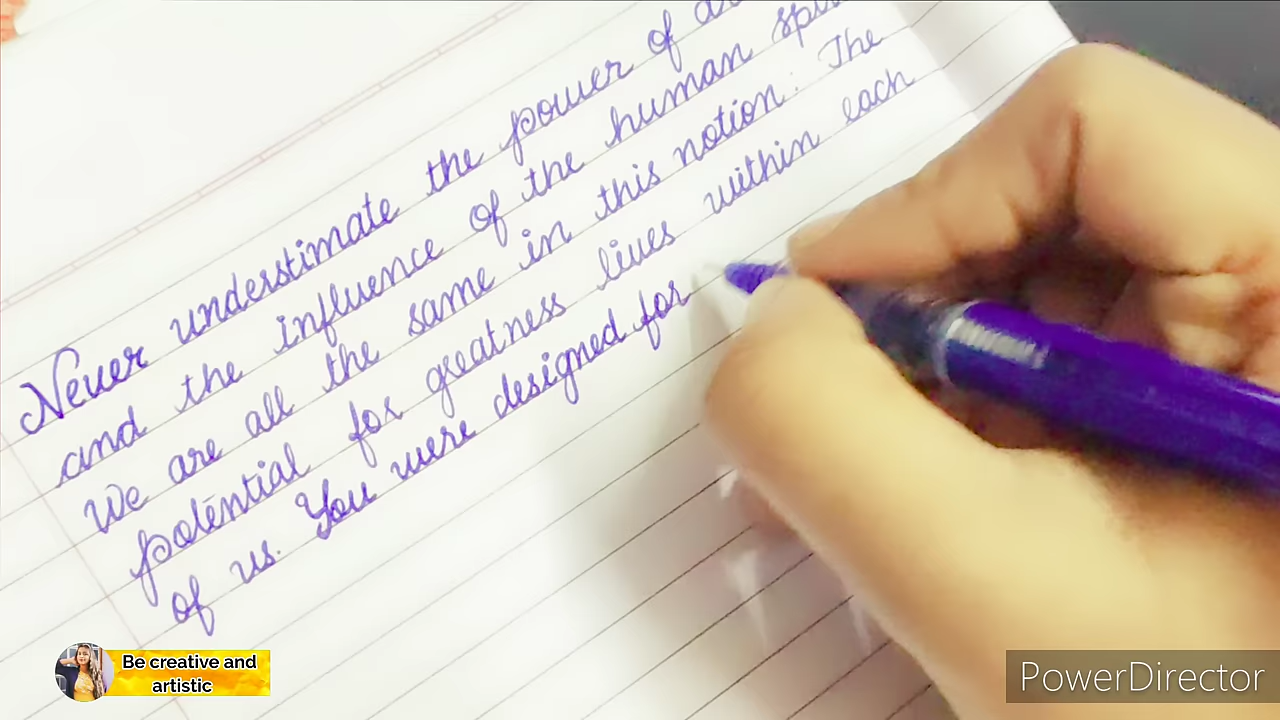 Never understimate the power of
and the influence of the human
We are all the same in this notion: The
potential for greatness lives within each
of us. You were designed for
Be creative and
artistic
PowerDirector